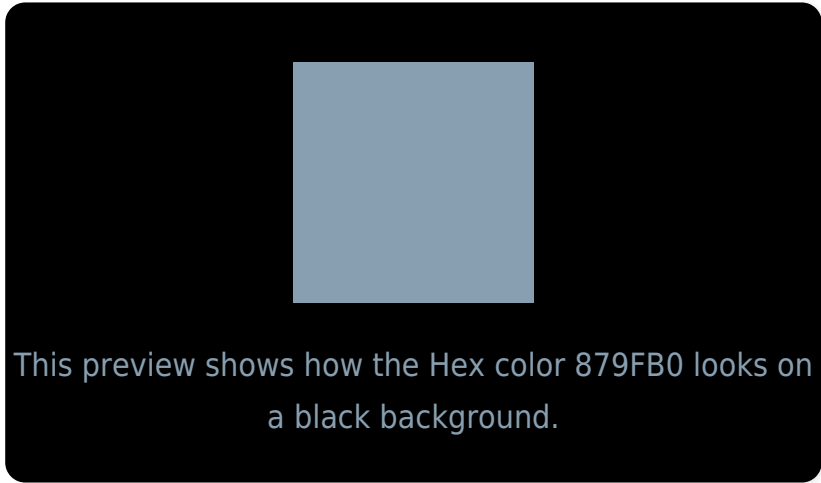 This preview shows how the Hex color 879FB0 looks on
a black background.